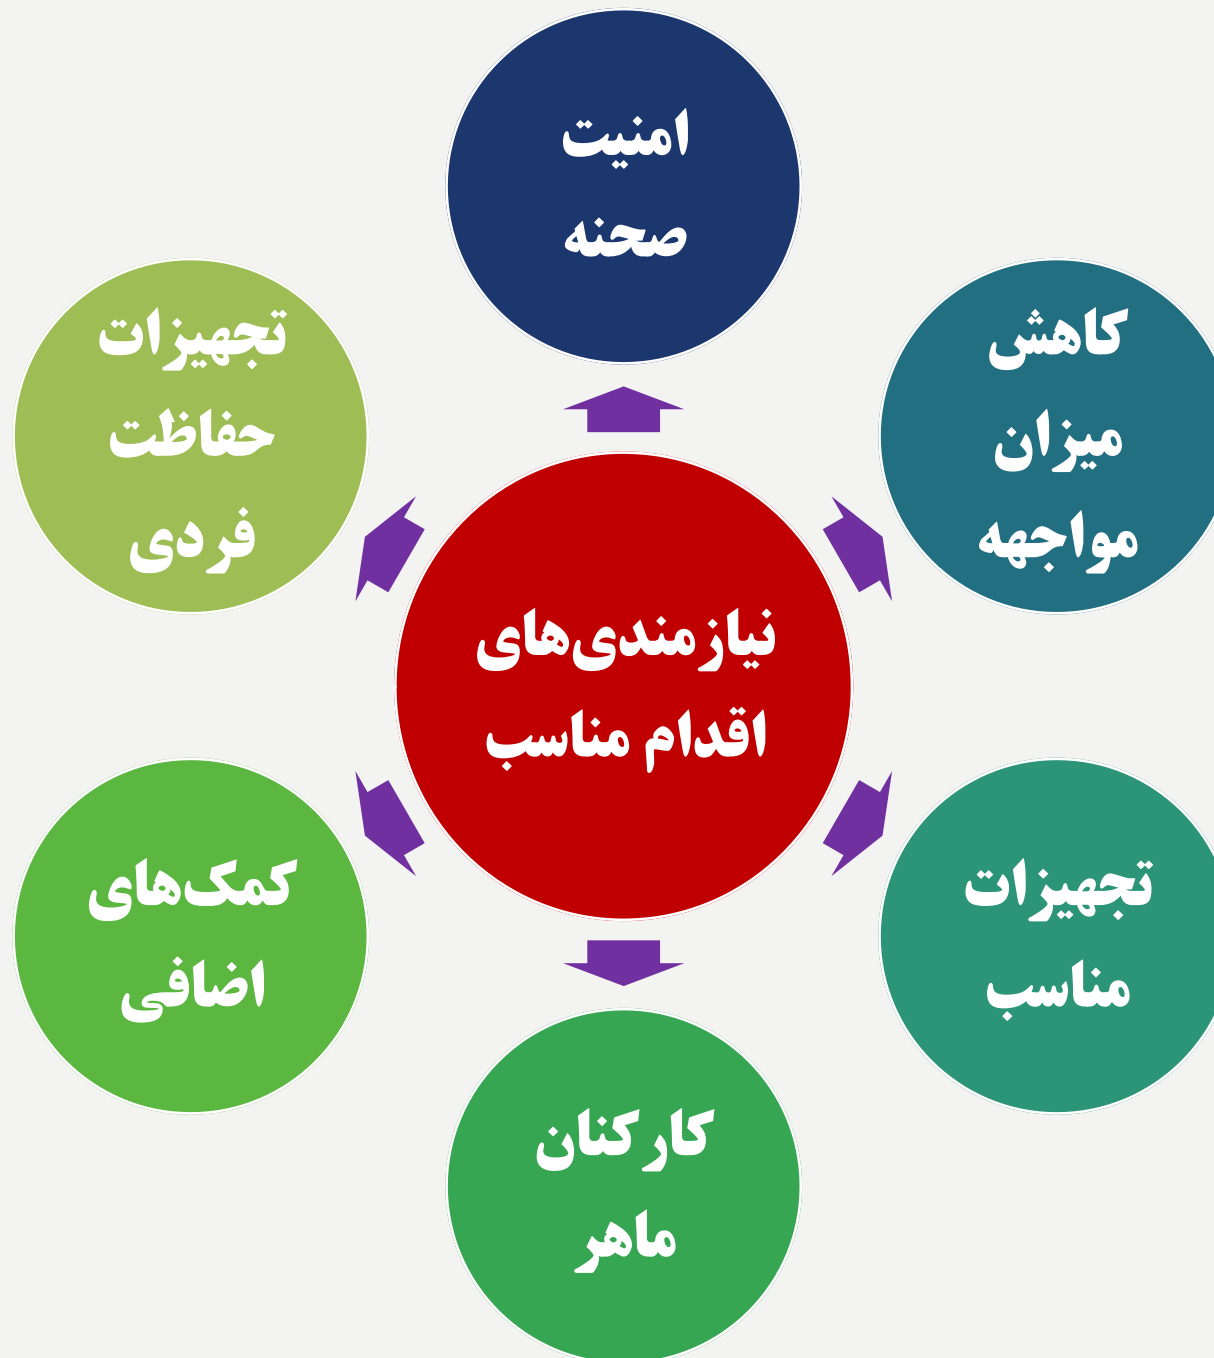 امنیت
صحنه
کاهش
میزان
مواجهه
تجهیزات
حفاظت
فردی
نیازمندی‌های
اقدام مناسب
تجهیزات
مناسب
کمک‌های
اضافی
کارکنان
ماهر